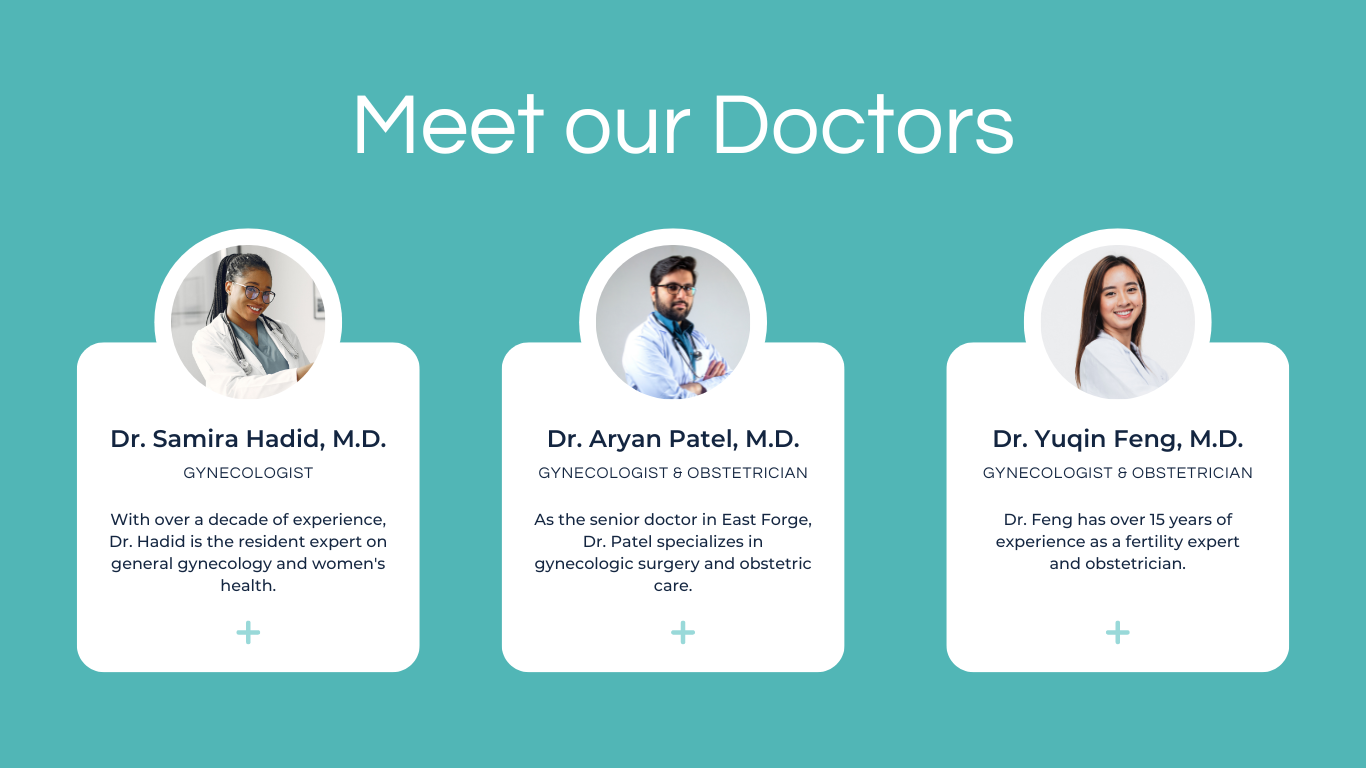 Meet our Doctors
Dr. Samira Hadid, M.D.
GYNECOLOGIST
With over a decade of experience,
Dr. Hadid is the resident expert on
general gynecology and women's
health.
Dr. Aryan Patel, M.D.
GYNECOLOGIST & OBSTETRICIAN
As the senior doctor in East Forge,
Dr. Patel specializes in
gynecologic surgery and obstetric
care.
Dr. Yuqin Feng, M.D.
GYNECOLOGIST & OBSTETRICIAN
Dr. Feng has over 15 years of
experience as a fertility expert
and obstetrician.